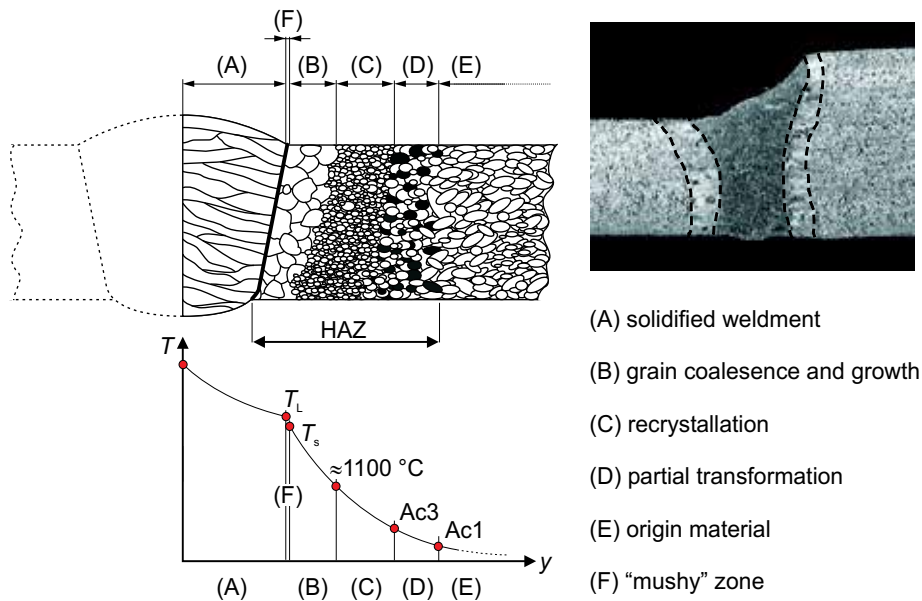 (F)
(A) (B) (C) (D) (E)
HAZ
T
T_L
T_s
≈1100 °C
(F)
Ac3
Ac1
y
(A) (B) (C) (D) (E)
(A) solidified weldment
(B) grain coalesence and growth
(C) recrystallation
(D) partial transformation
(E) origin material
(F) “mushy” zone